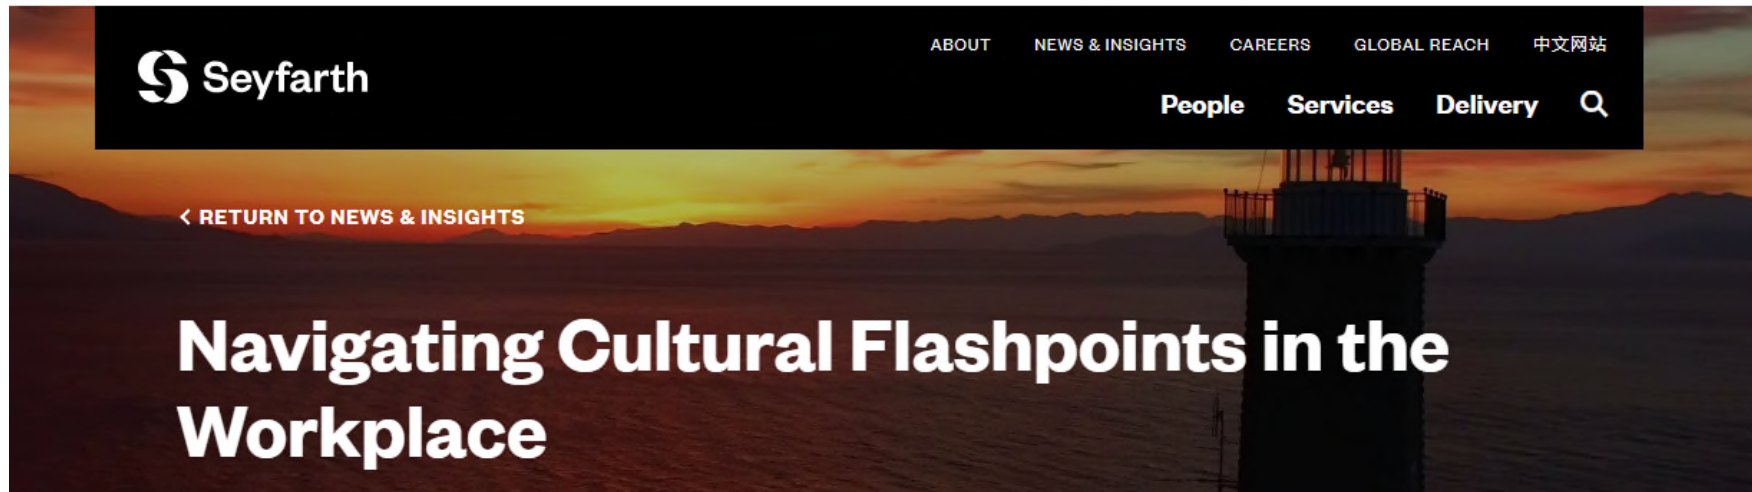 Seyfarth
ABOUT NEWS & INSIGHTS CAREERS GLOBAL REACH 中文网站
People Services Delivery
< RETURN TO NEWS & INSIGHTS
Navigating Cultural Flashpoints in the
Workplace